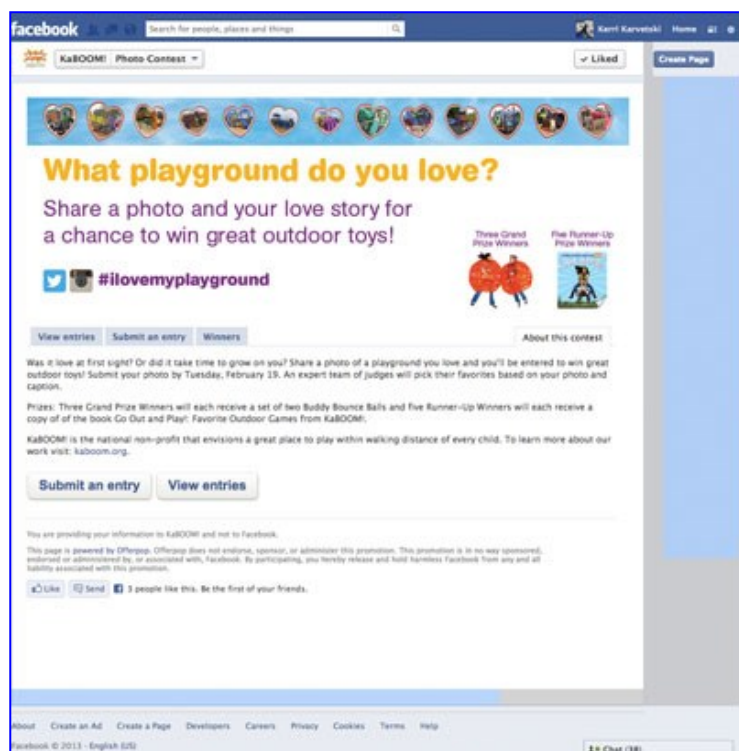 facebook
Search for people, places and things
Kerri Karvetski Home
KaBOOM! Photo Contest
Liked
Create Page
What playground do you love?
Share a photo and your love story for
a chance to win great outdoor toys!
Three Grand
Prize Winners
Five Runner-Up
Prize Winners
#ilovemyplayground
View entries Submit an entry Winners About this contest
Was it love at first sight? Or did it take time to grow on you? Share a photo of a playground you love and you'll be entered to win great
outdoor toys! Submit your photo by Tuesday, February 19. An expert team of judges will pick their favorites based on your photo and
caption.
Prizes: Three Grand Prize Winners will each receive a set of two Buddy Bounce Balls and five Runner-Up Winners will each receive a
copy of of the book Go Out and Play!: Favorite Outdoor Games from KaBOOM!.
KaBOOM! is the national non-profit that envisions a great place to play within walking distance of every child. To learn more about our
work visit: kaboom.org.
Submit an entry View entries
You are providing your information to KaBOOM! and not to Facebook.
This page is powered by Offerpop. Offerpop does not endorse, sponsor, or administer this promotion. This promotion is in no way sponsored,
endorsed or administered by, or associated with, Facebook. By participating, you hereby release and hold harmless Facebook from any and all
liability associated with this promotion.
Like Send 3 people like this. Be the first of your friends.
About Create an Ad Create a Page Developers Careers Privacy Cookies Terms Help
Facebook © 2013 · English (US)
Chat (38)